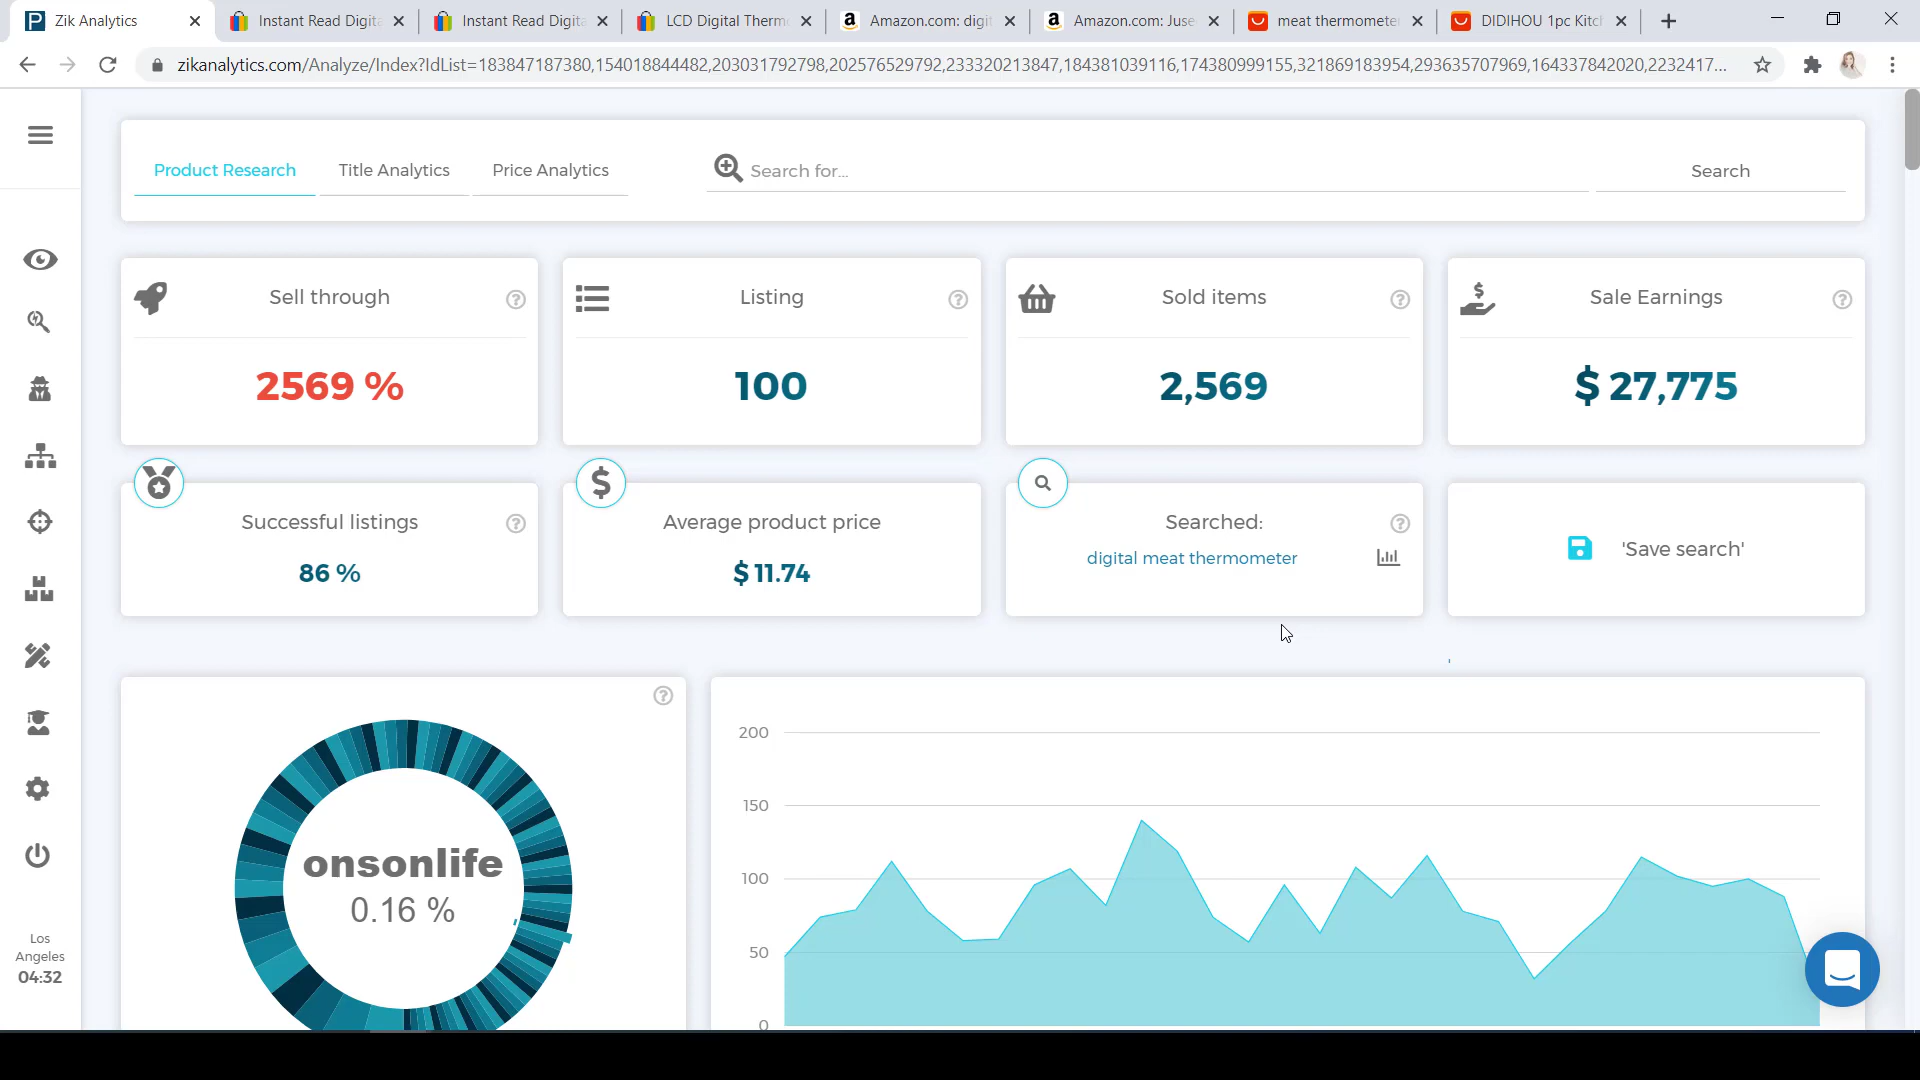 Zik Analytics
Instant Read Digit
Instant Read Digita
LCD Digital Therm
Amazon.com: digit
Amazon.com: Juse
meat thermomete
DIDIHOU 1pc Kitc
zikanalytics.com/Analyze/Index?IdList=183847187380,154018844482,203031792798,202576529792,233320213847,184381039116,174380999155,321869183954,293635707969,164337842020,2232417...
Product Research
Title Analytics
Price Analytics
Search for...
Search
Sell through
Listing
Sold items
Sale Earnings
2569 %
100
2,569
$ 27,775
Successful listings
Average product price
Searched:
'Save search'
86 %
$ 11.74
digital meat thermometer
onsonlife
0.16 %
200
150
100
50
0
Los
Angeles
04:32